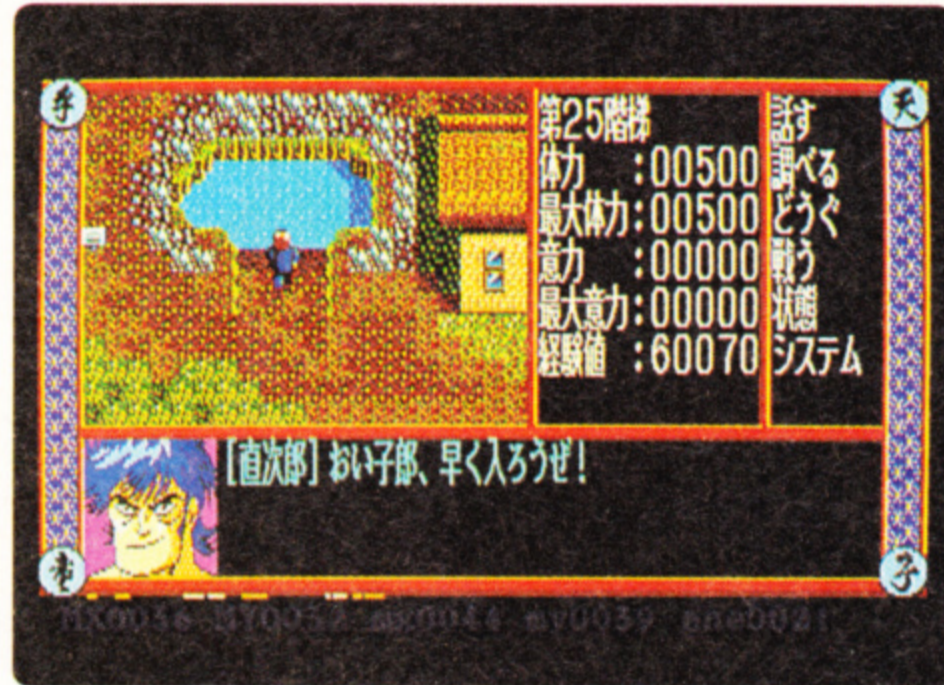 天
第25階梯
体力 :00500
最大体力:00500
意力 :00000
最大意力:00000
経験値 :60070
話す
調べる
どうぐ
戦う
状態
システム
[直次郎] おい子郎、早く入ろうぜ!
子